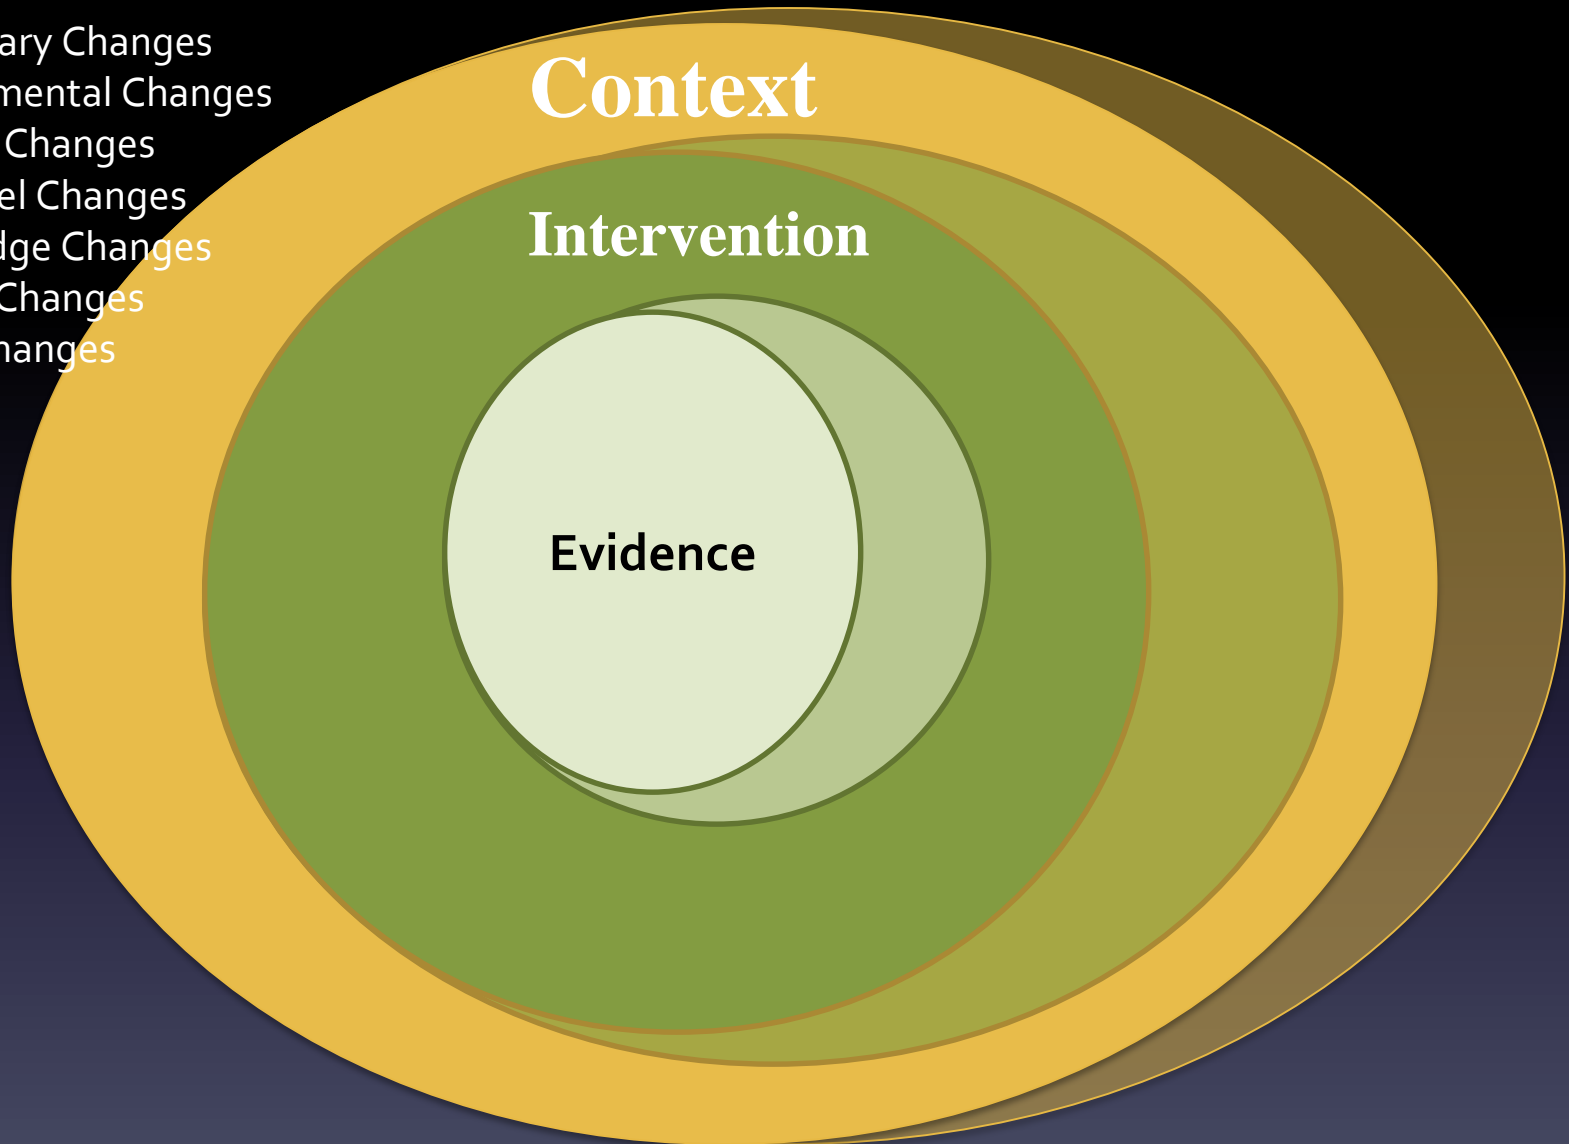 ary Changes
mental Changes
Changes
el Changes
dge Changes
Changes
hanges
Context
Intervention
Evidence